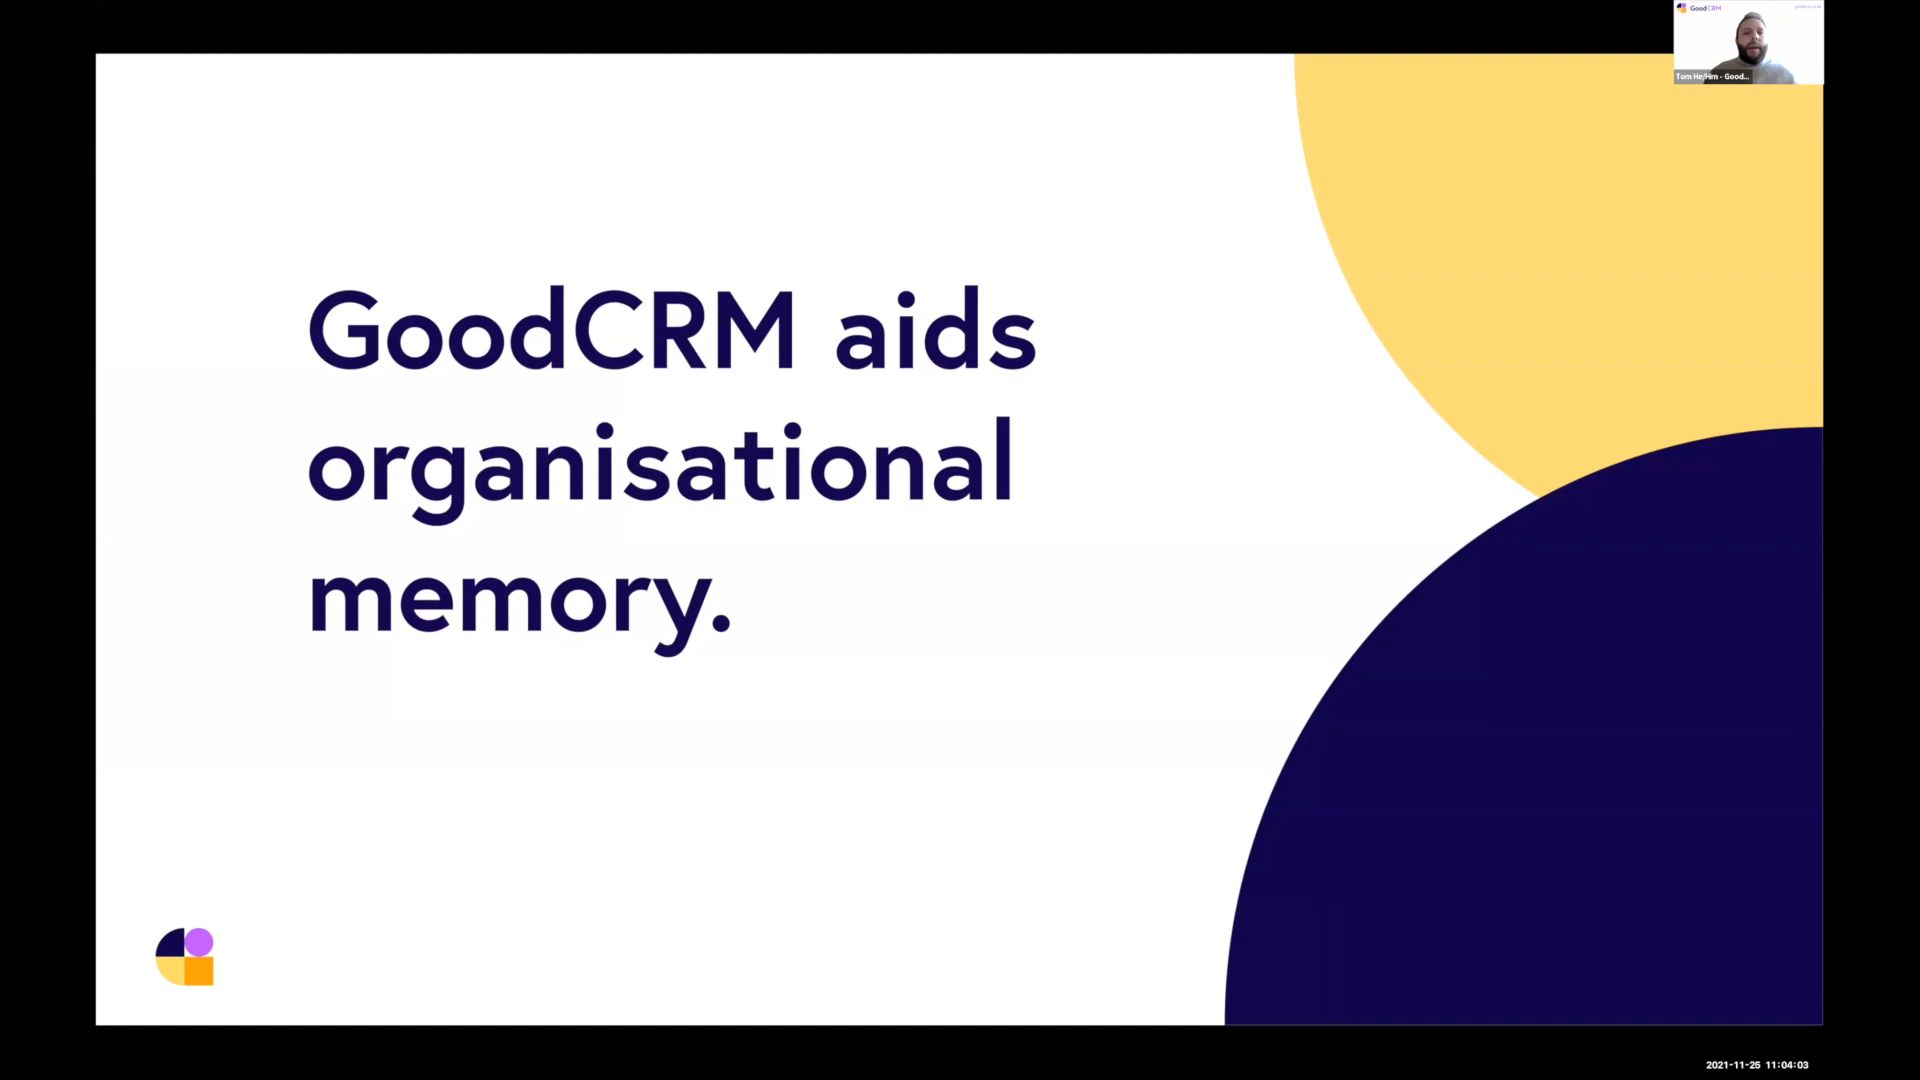 GoodCRM
GoodCRM aids
organisational
memory.
Tom He/Him - Good...
2021-11-25 11:04:03